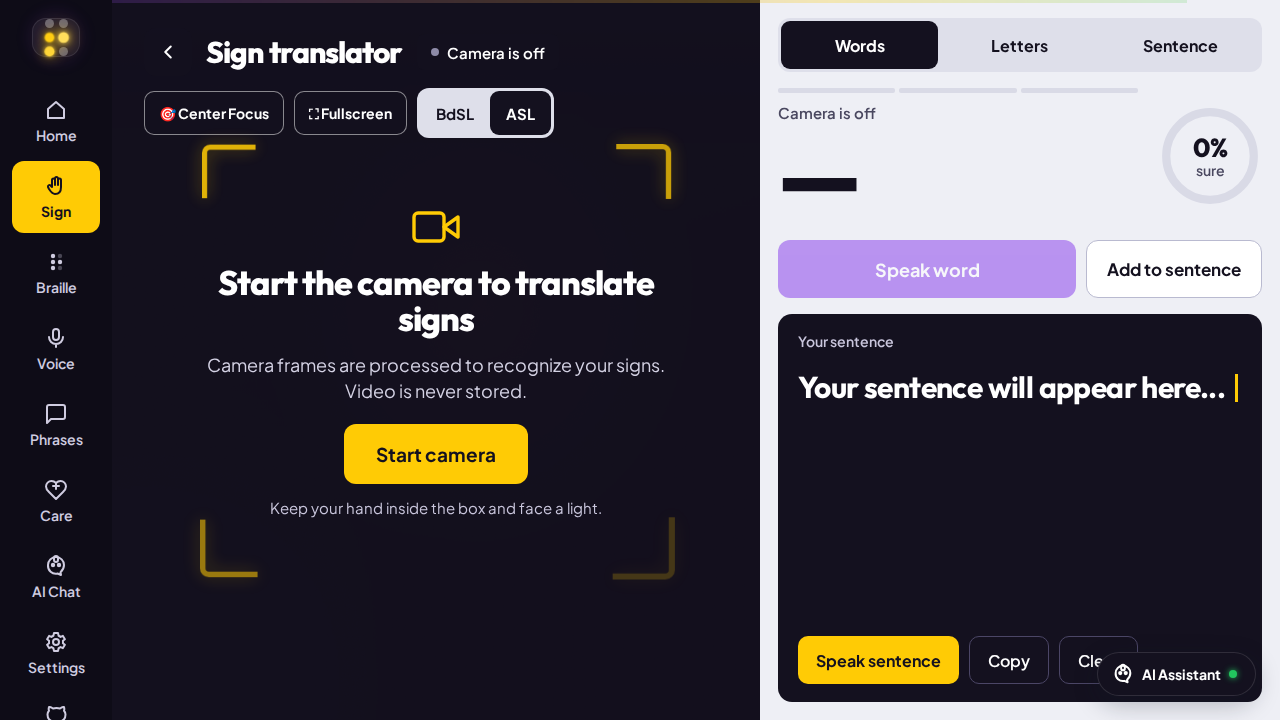 Home
Sign
Braille
Voice
Phrases
Care
AI Chat
Settings
Sign translator
Camera is off
🎯 Center Focus
⛶ Fullscreen
BdSL
ASL
Start the camera to translate
signs
Camera frames are processed to recognize your signs.
Video is never stored.
Start camera
Keep your hand inside the box and face a light.
Words
Letters
Sentence
Camera is off
0%
sure
Speak word
Add to sentence
Your sentence
Your sentence will appear here...
Speak sentence
Copy
AI Assistant